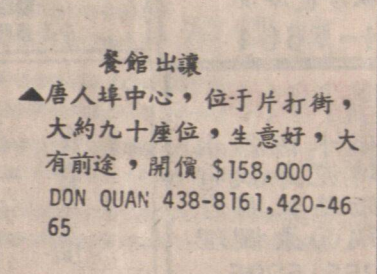 餐館出讓
▲唐人埠中心，位于片打街，
大約九十座位，生意好，大
有前途，開價 $158,000
DON QUAN 438-8161,420-46
65